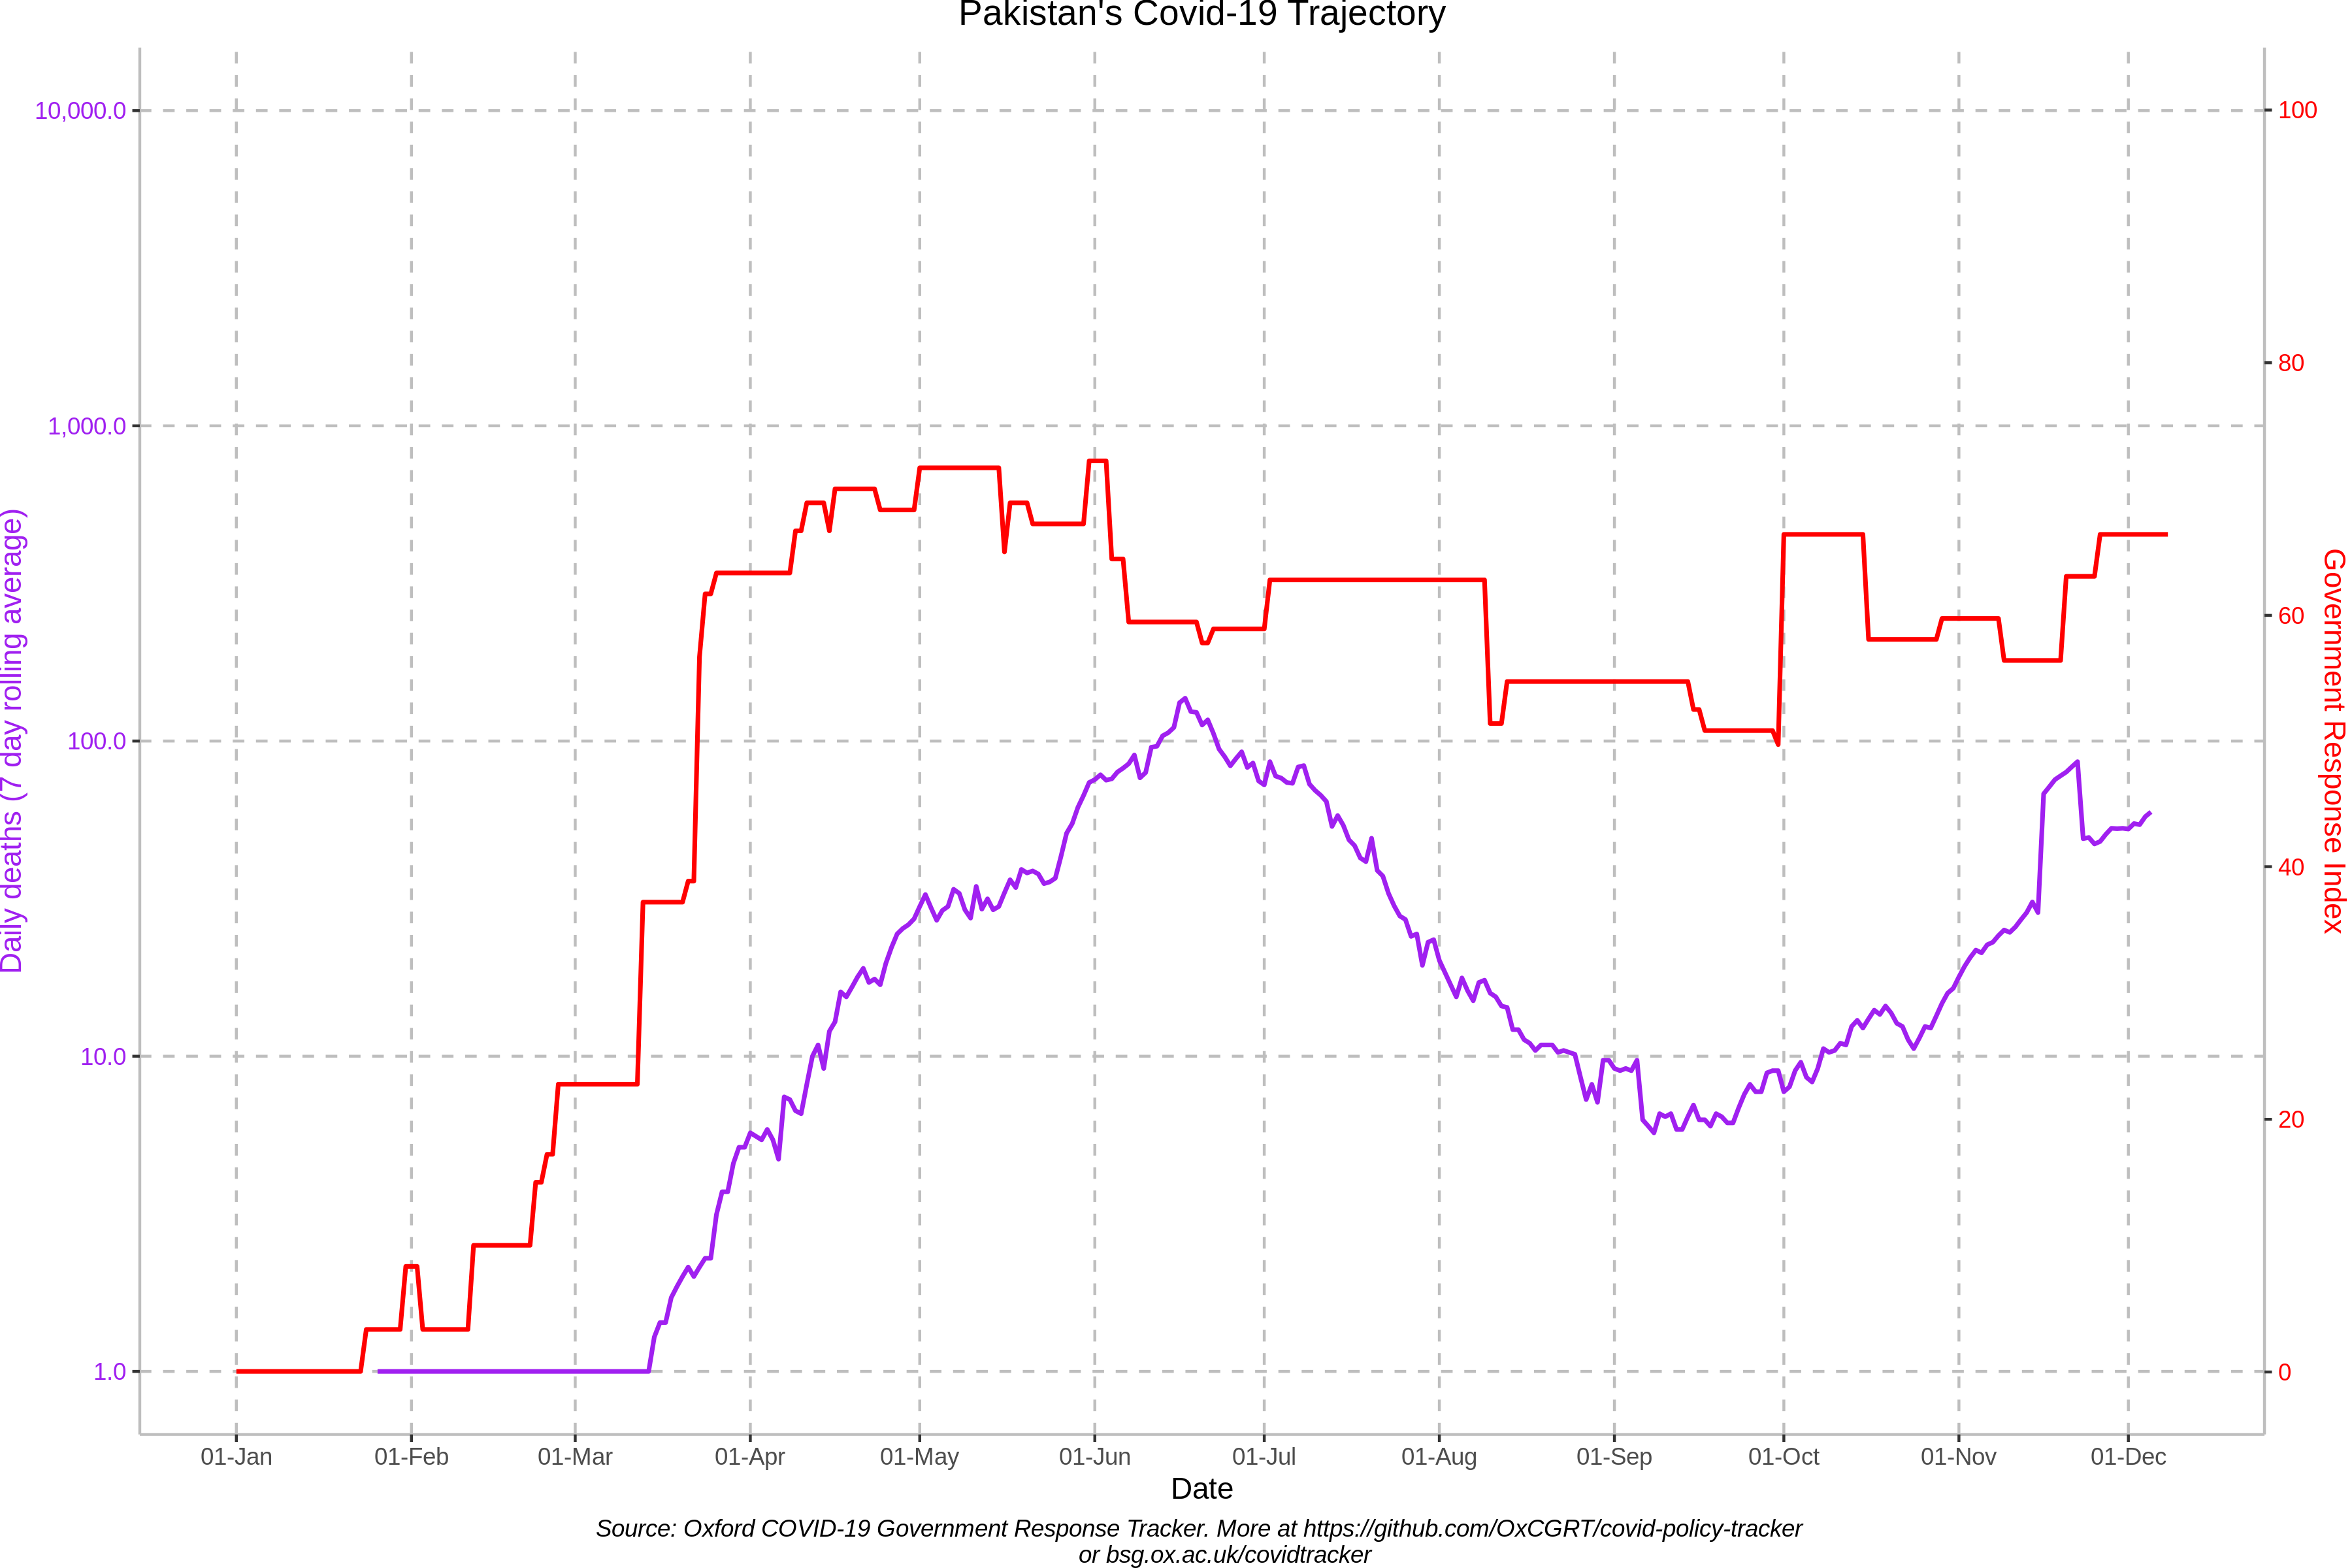 Pakistan's Covid-19 Trajectory
10,000.0
1,000.0
100.0
10.0
1.0
Daily deaths (7 day rolling average)
100
80
60
40
20
0
Government Response Index
01-Jan 01-Feb 01-Mar 01-Apr 01-May 01-Jun 01-Jul 01-Aug 01-Sep 01-Oct 01-Nov 01-Dec
Date
Source: Oxford COVID-19 Government Response Tracker. More at https://github.com/OxCGRT/covid-policy-tracker
or bsg.ox.ac.uk/covidtracker